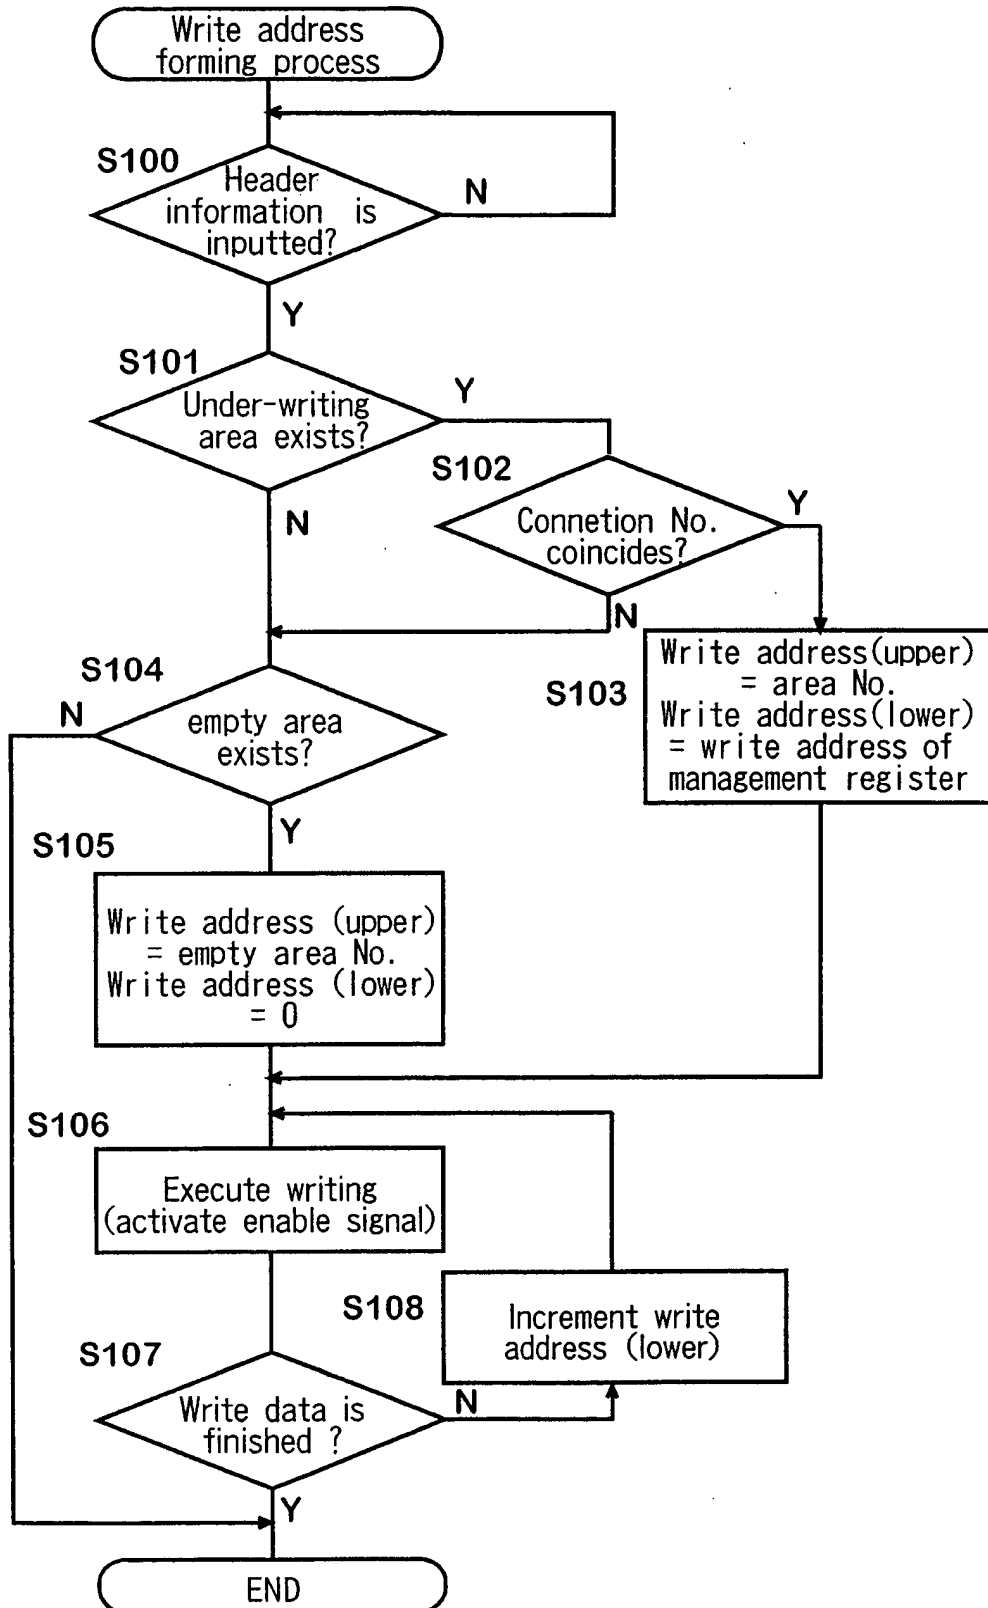 Write address
forming process
S100
Header
information is
inputted?
N
Y
S101
Under-writing
area exists?
Y
N
S102
Connetion No.
coincides?
Y
N
S103
Write address(upper)
= area No.
Write address(lower)
= write address of
management register
S104
empty area
exists?
N
Y
S105
Write address (upper)
= empty area No.
Write address (lower)
= 0
S106
Execute writing
(activate enable signal)
S108
Increment write
address (lower)
S107
Write data is
finished ?
N
Y
END